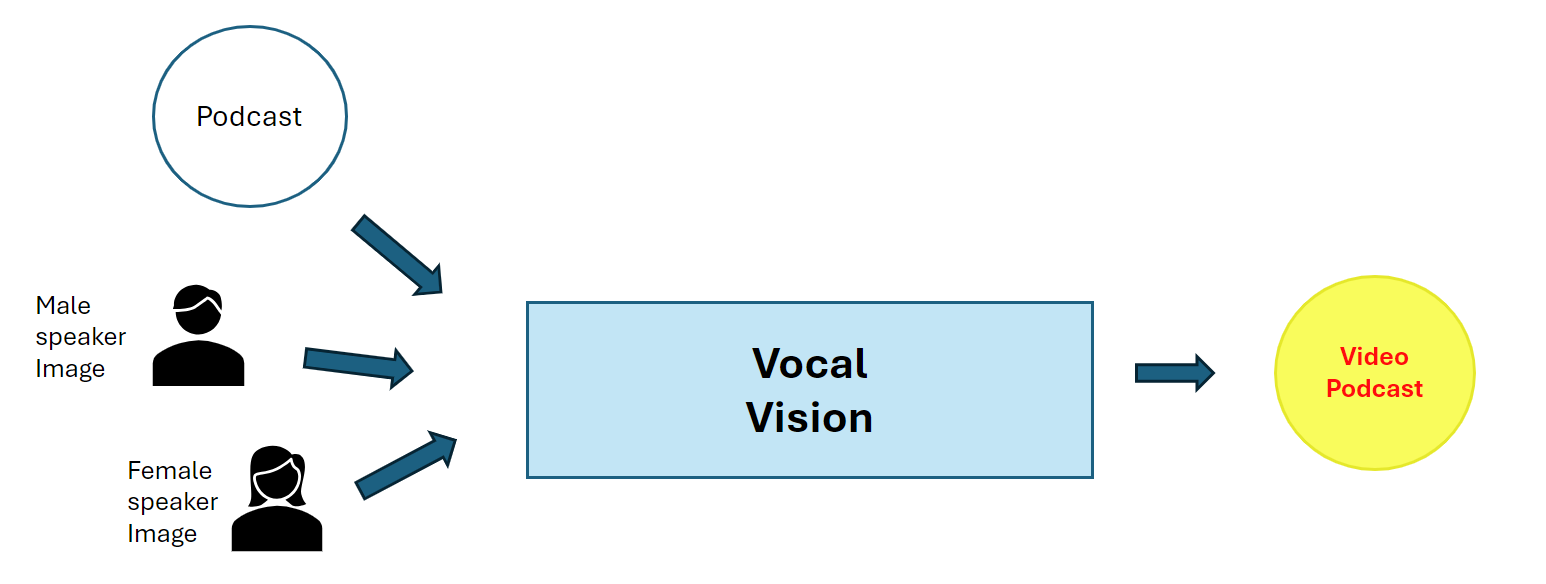 Podcast
Male
speaker
Image
Female
speaker
Image
Vocal
Vision
Video
Podcast